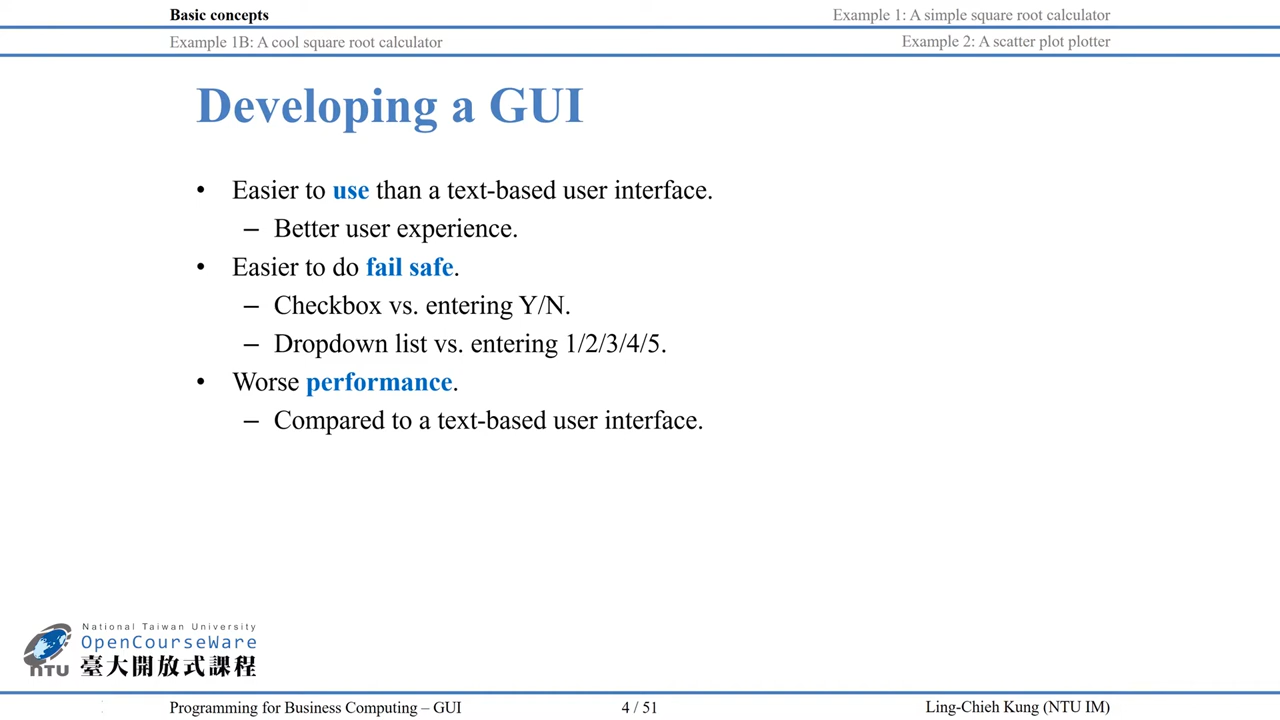 Basic concepts
Example 1: A simple square root calculator
Example 1B: A cool square root calculator
Example 2: A scatter plot plotter
Developing a GUI
• Easier to use than a text-based user interface.
– Better user experience.
• Easier to do fail safe.
– Checkbox vs. entering Y/N.
– Dropdown list vs. entering 1/2/3/4/5.
• Worse performance.
– Compared to a text-based user interface.
National Taiwan University
OpenCourseWare
NTU 臺大開放式課程
Programming for Business Computing – GUI
4 / 51
Ling-Chieh Kung (NTU IM)